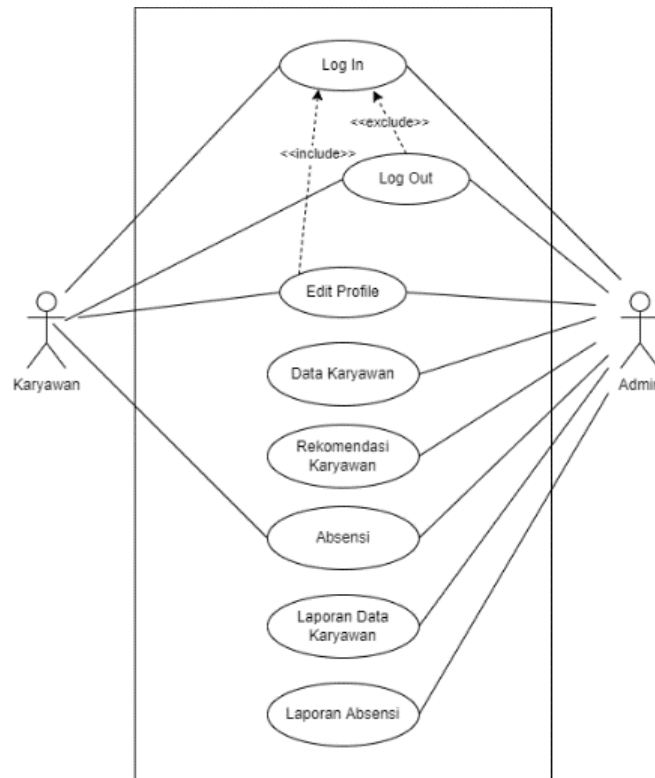 Log In
<<exclude>>
<<include>>
Log Out
Edit Profile
Karyawan
Data Karyawan
Admin
Rekomendasi
Karyawan
Absensi
Laporan Data
Karyawan
Laporan Absensi